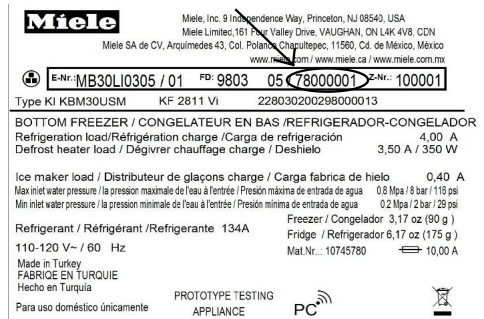 Miele
Miele, Inc. 9 Independence Way, Princeton, NJ 08540, USA
Miele Limited, 161 Four Valley Drive, VAUGHAN, ON L4K 4V8, CDN
Miele SA de CV, Arquímedes 43, Col. Polanco Chapultepec, 11560, Cd. de México, México
www.miele.com / www.miele.ca / www.miele.com.mx
E-Nr.: MB30LI0305 / 01 FD: 9803 05 78000001 Z-Nr.: 100001
Type KI KBM30USM KF 2811 Vi 228030200298000013
BOTTOM FREEZER / CONGELATEUR EN BAS /REFRIGERADOR-CONGELADOR
Refrigeration load/Réfrigération charge /Carga de refrigeración 4,00 A
Defrost heater load / Dégivrer chauffage charge / Deshielo 3,50 A / 350 W
Ice maker load / Distributeur de glaçons charge / Carga fabrica de hielo 0,40 A
Max inlet water pressure / la pression maximale de l'eau à l'entrée / Presión máxima de entrada de agua 0.8 Mpa / 8 bar / 116 psi
Min inlet water pressure / la pression minimale de l'eau à l'entrée / Presión mínima de entrada de agua 0.2 Mpa / 2 bar / 29 psi
Freezer / Congelador 3,17 oz (90 g )
Refrigerant / Réfrigérant /Refrigerante 134A
Fridge / Refrigerador 6,17 oz (175 g )
110-120 V~ / 60 Hz
Mat.Nr..: 10745780 10,00 A
Made in Turkey
FABRIQE EN TURQUIE
Hecho en Turquía
Para uso doméstico únicamente
PROTOTYPE TESTING
APPLIANCE
PC